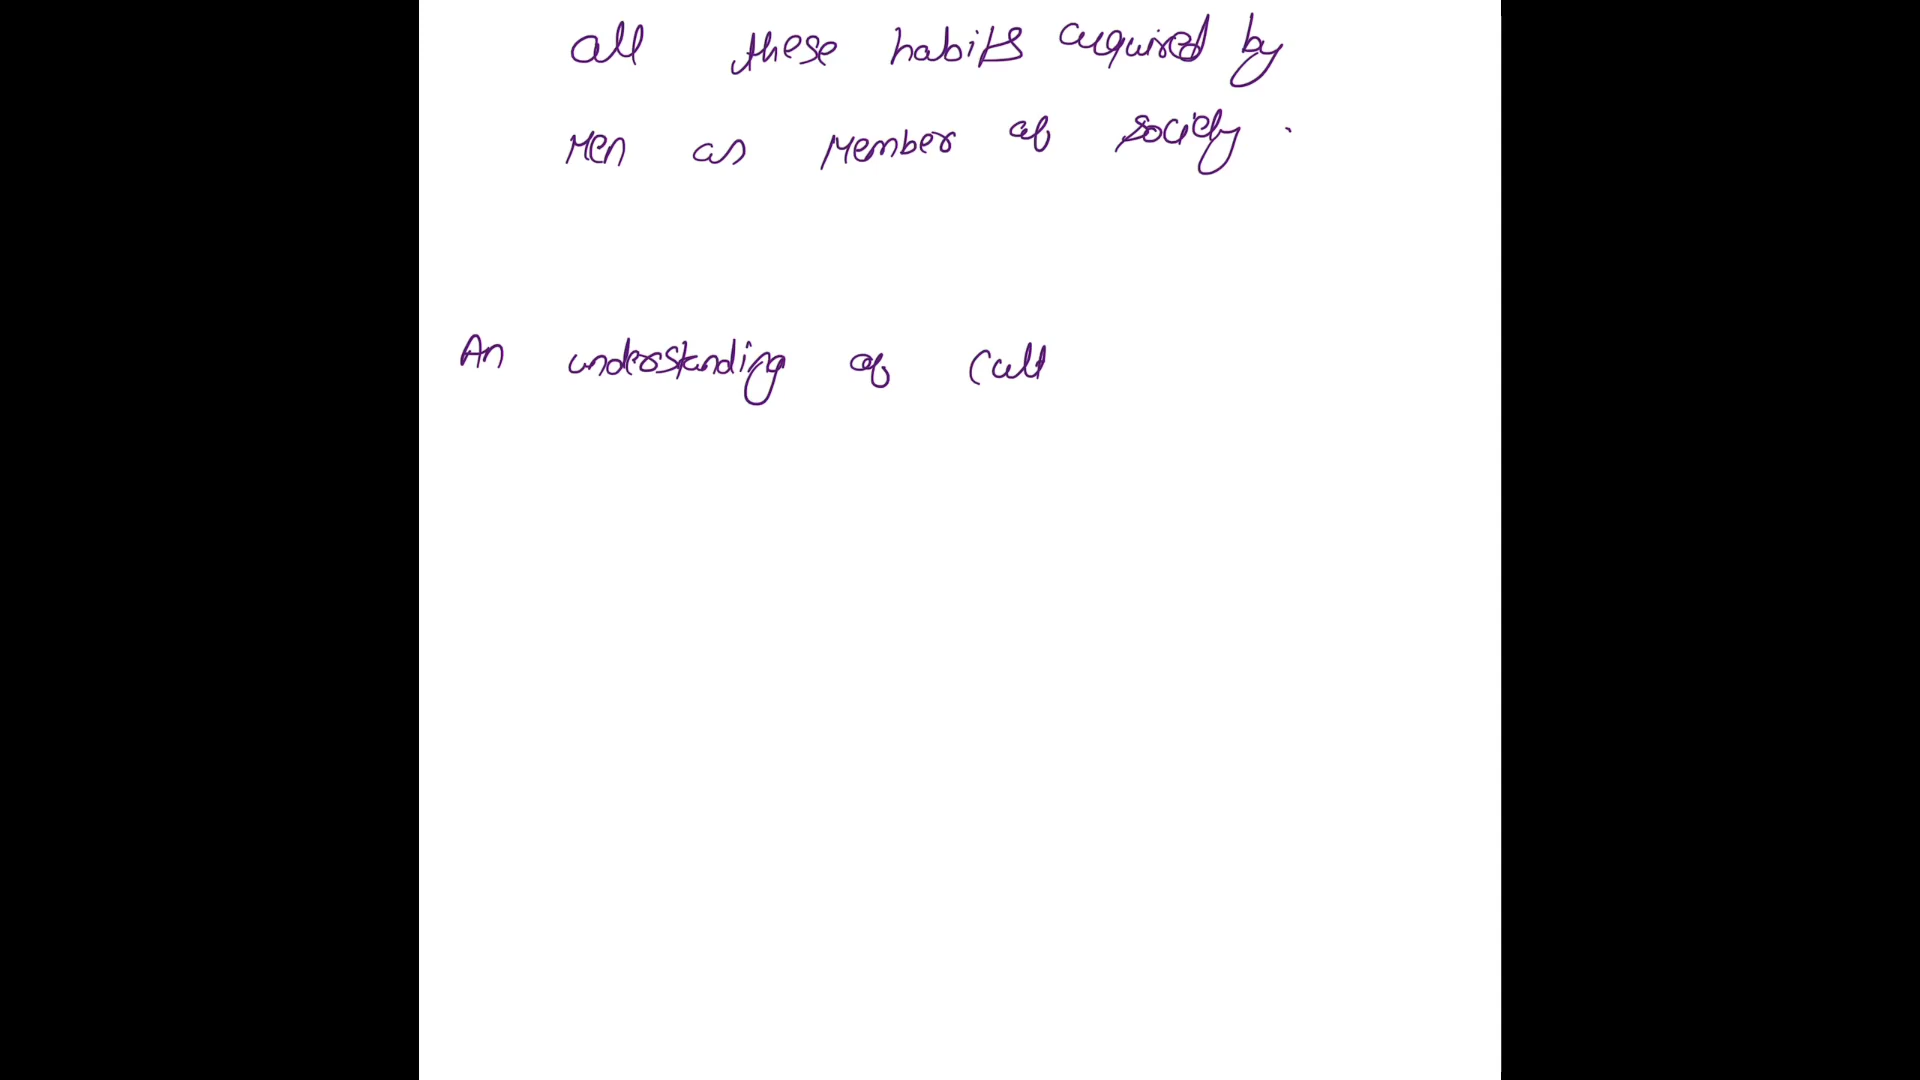 all these habits acquired by
Men as Member of society.
An understanding of Cult